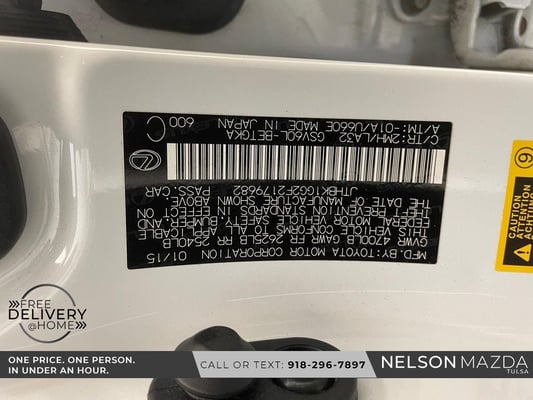 MFD. BY: TOYOTA MOTOR CORPORATION 01/15
GVWR 4700LB GAWR FR 2625LB RR 2540LB
THIS VEHICLE CONFORMS TO ALL APPLICABLE
FEDERAL MOTOR VEHICLE SAFETY, BUMPER, AND
THEFT PREVENTION STANDARDS IN EFFECT ON
THE DATE OF MANUFACTURE SHOWN ABOVE.
JTHBK1GG2F2179682 PASS. CAR
C/TR: 2MH/LA32 GSV60L-BETGKA
A/TM: -01A/U660E MADE IN JAPAN 600 C
CAUTION
ATTENTION
FREE
DELIVERY
@HOME
ONE PRICE. ONE PERSON.
IN UNDER AN HOUR.
CALL OR TEXT: 918-296-7897
NELSON MAZDA
TULSA